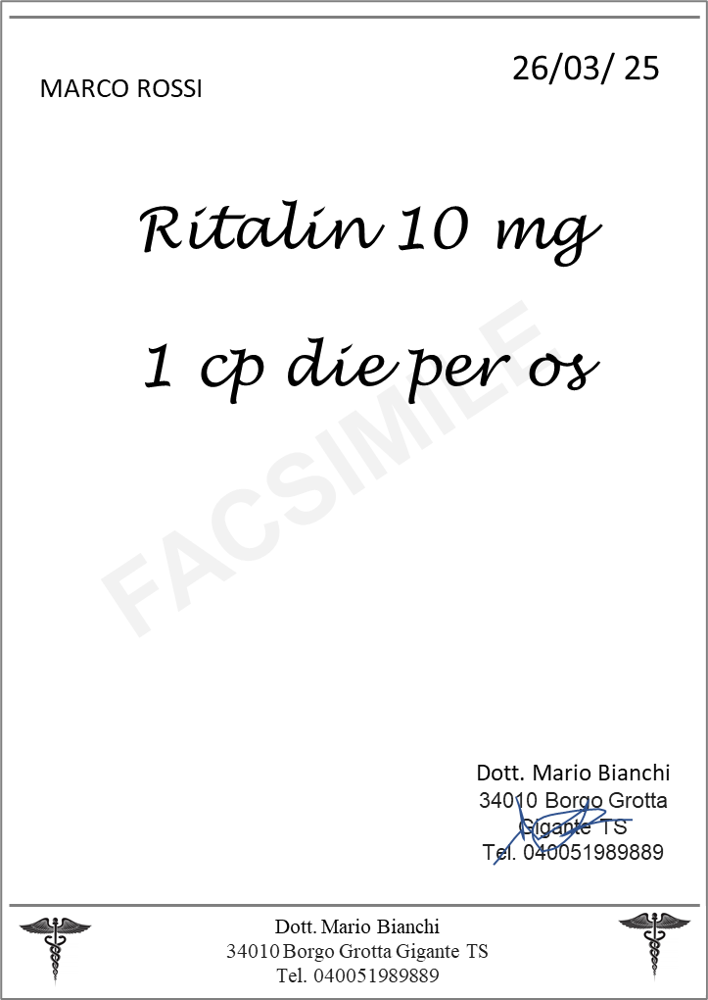 26/03/ 25
MARCO ROSSI
Ritalin 10 mg
1 cp die per os
FACSIMILE
Dott. Mario Bianchi
34010 Borgo Grotta
Gigante TS
Tel. 040051989889
Dott. Mario Bianchi
34010 Borgo Grotta Gigante TS
Tel. 040051989889